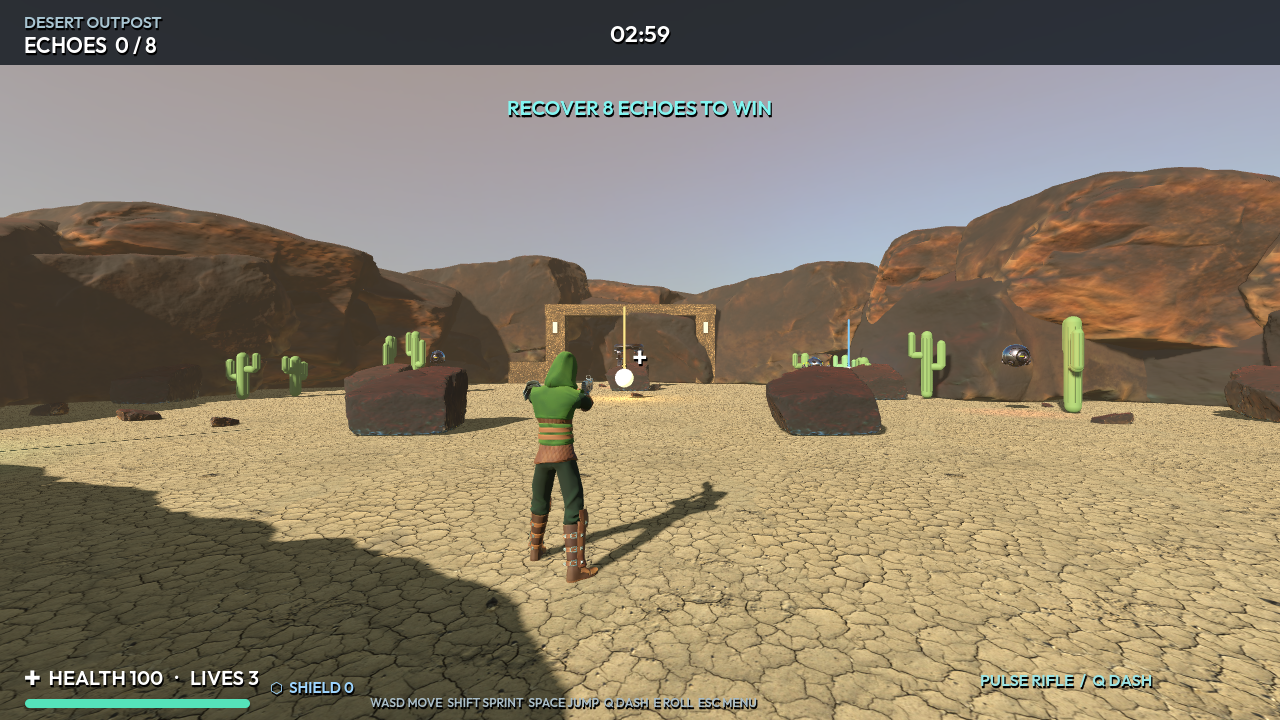 DESERT OUTPOST
ECHOES 0 / 8
02:59
RECOVER 8 ECHOES TO WIN
HEALTH 100 · LIVES 3
SHIELD 0
WASD MOVE SHIFT SPRINT SPACE JUMP Q DASH E ROLL ESC MENU
PULSE RIFLE / Q DASH